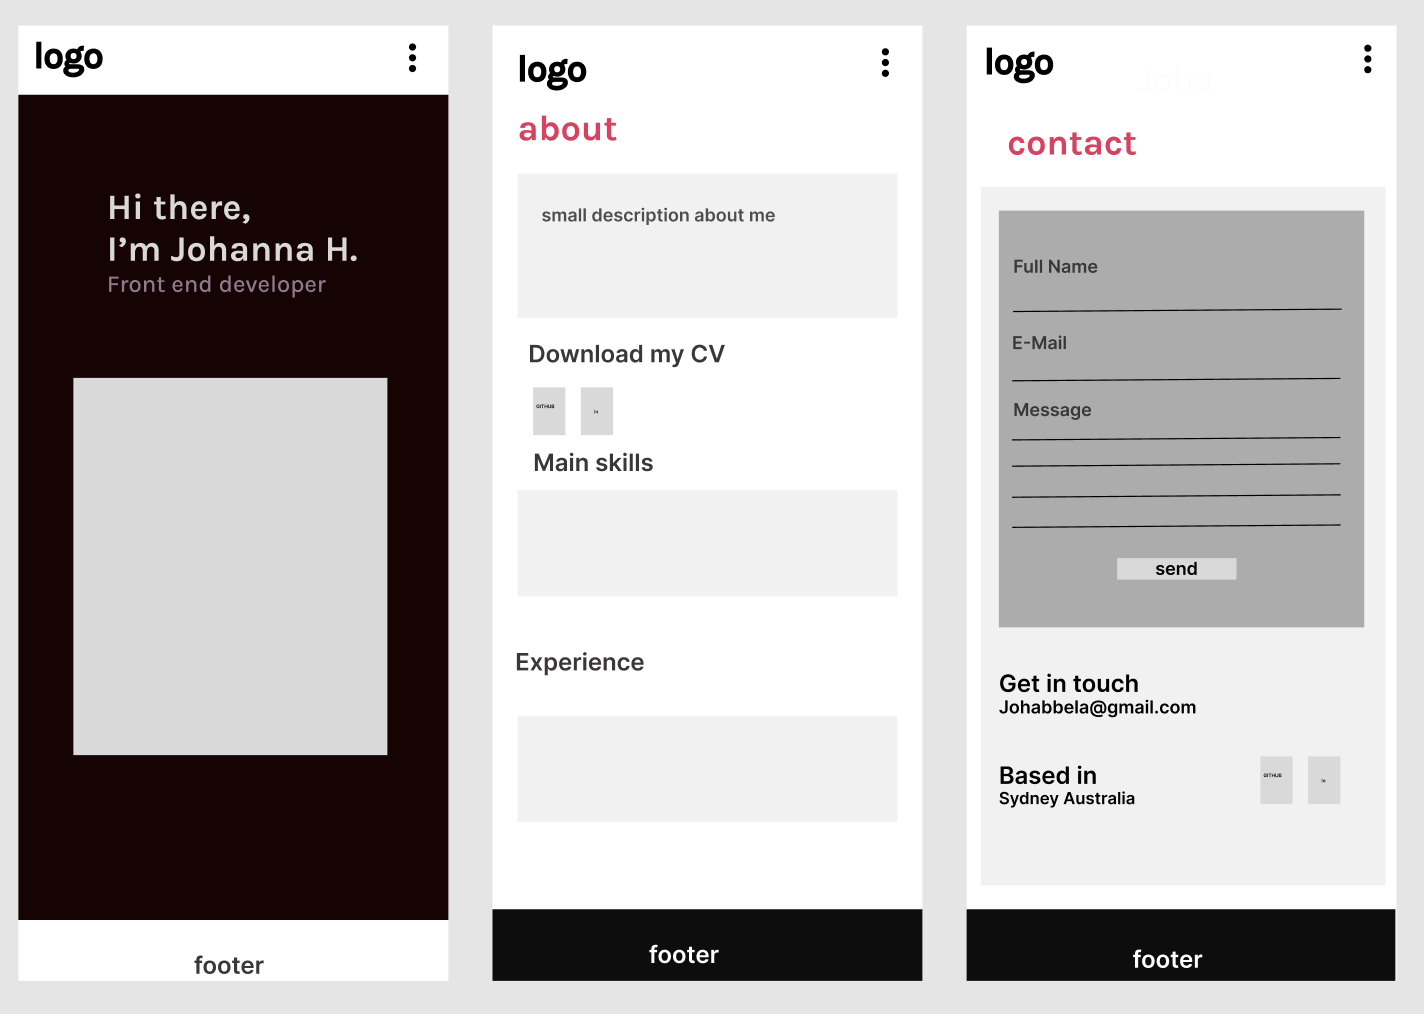 logo
Hi there,
I’m Johanna H.
Front end developer
footer
logo
about
small description about me
Download my CV
GITHUB
in
Main skills
Experience
footer
logo
Joha
contact
Full Name
E-Mail
Message
send
Get in touch
Johabbela@gmail.com
Based in
Sydney Australia
GITHUB
in
footer